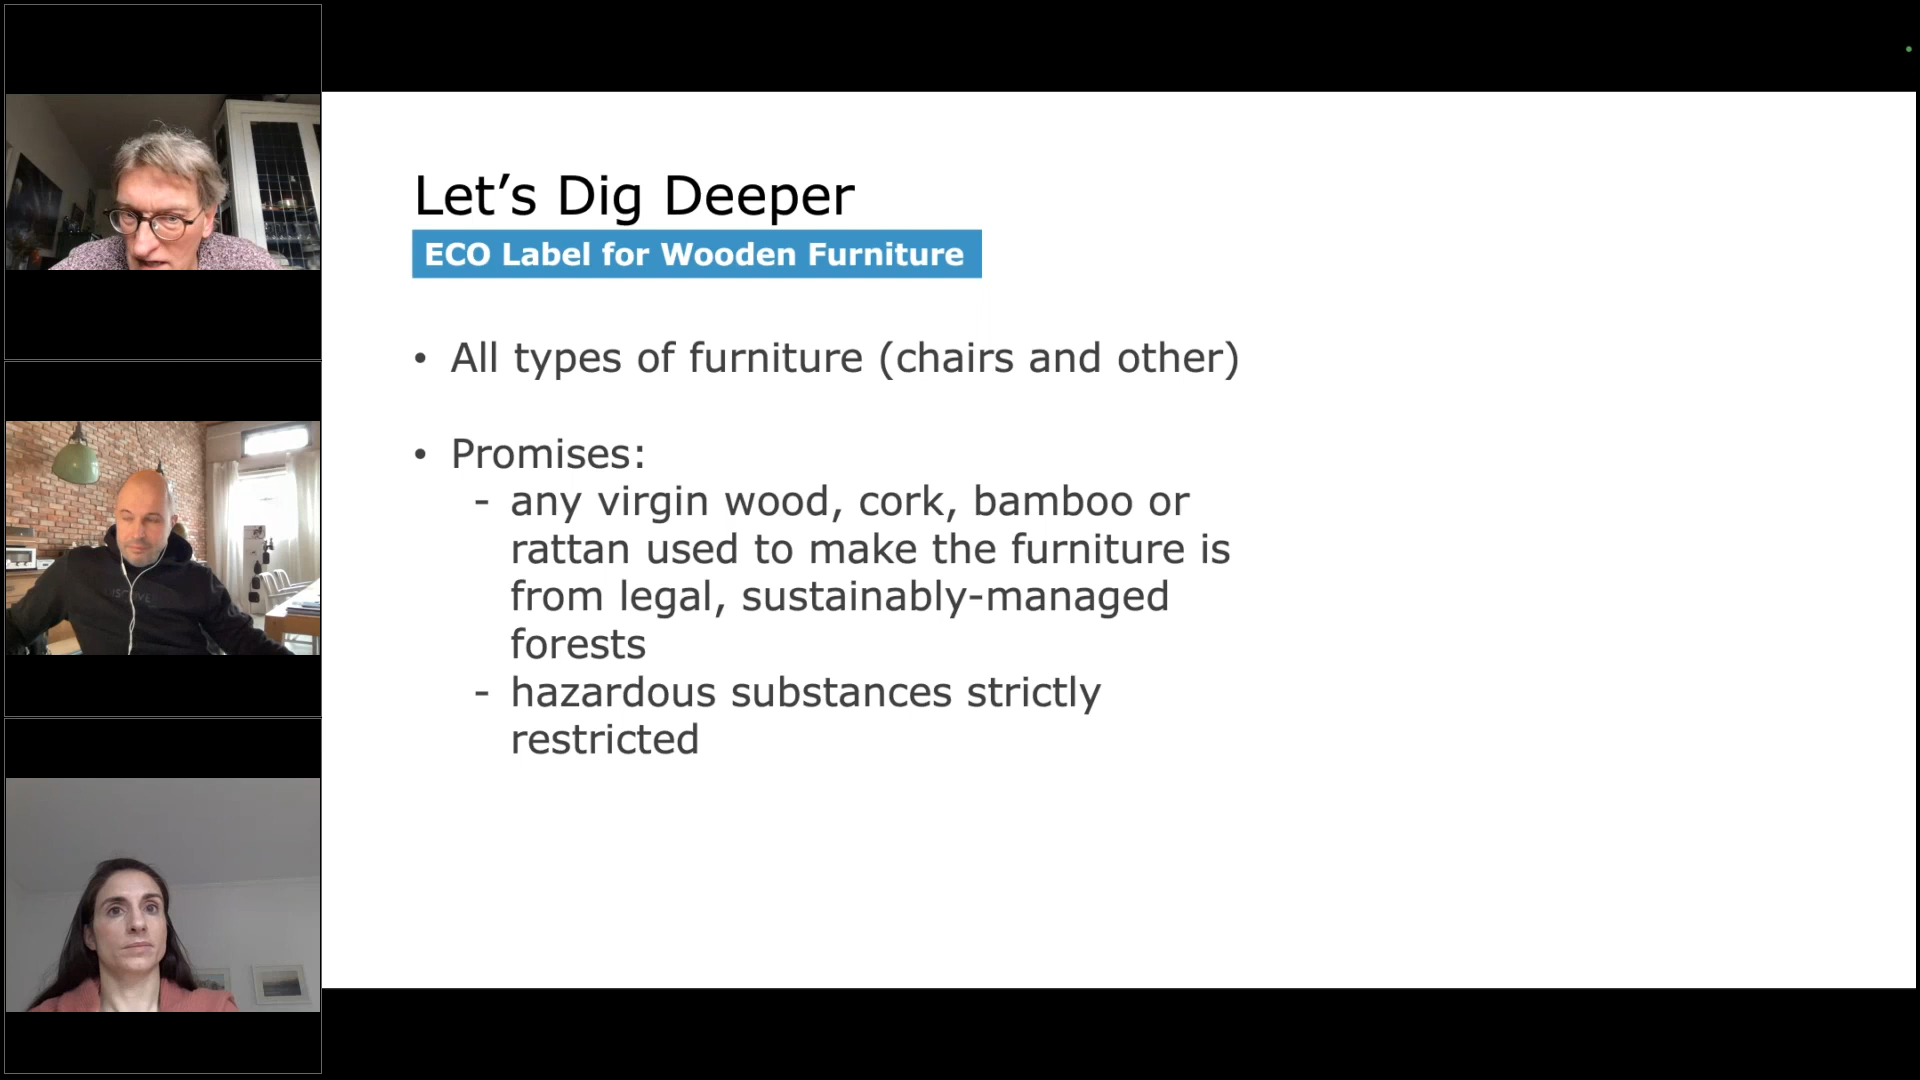 Let’s Dig Deeper
ECO Label for Wooden Furniture
• All types of furniture (chairs and other)
• Promises:
- any virgin wood, cork, bamboo or
rattan used to make the furniture is
from legal, sustainably-managed
forests
- hazardous substances strictly
restricted